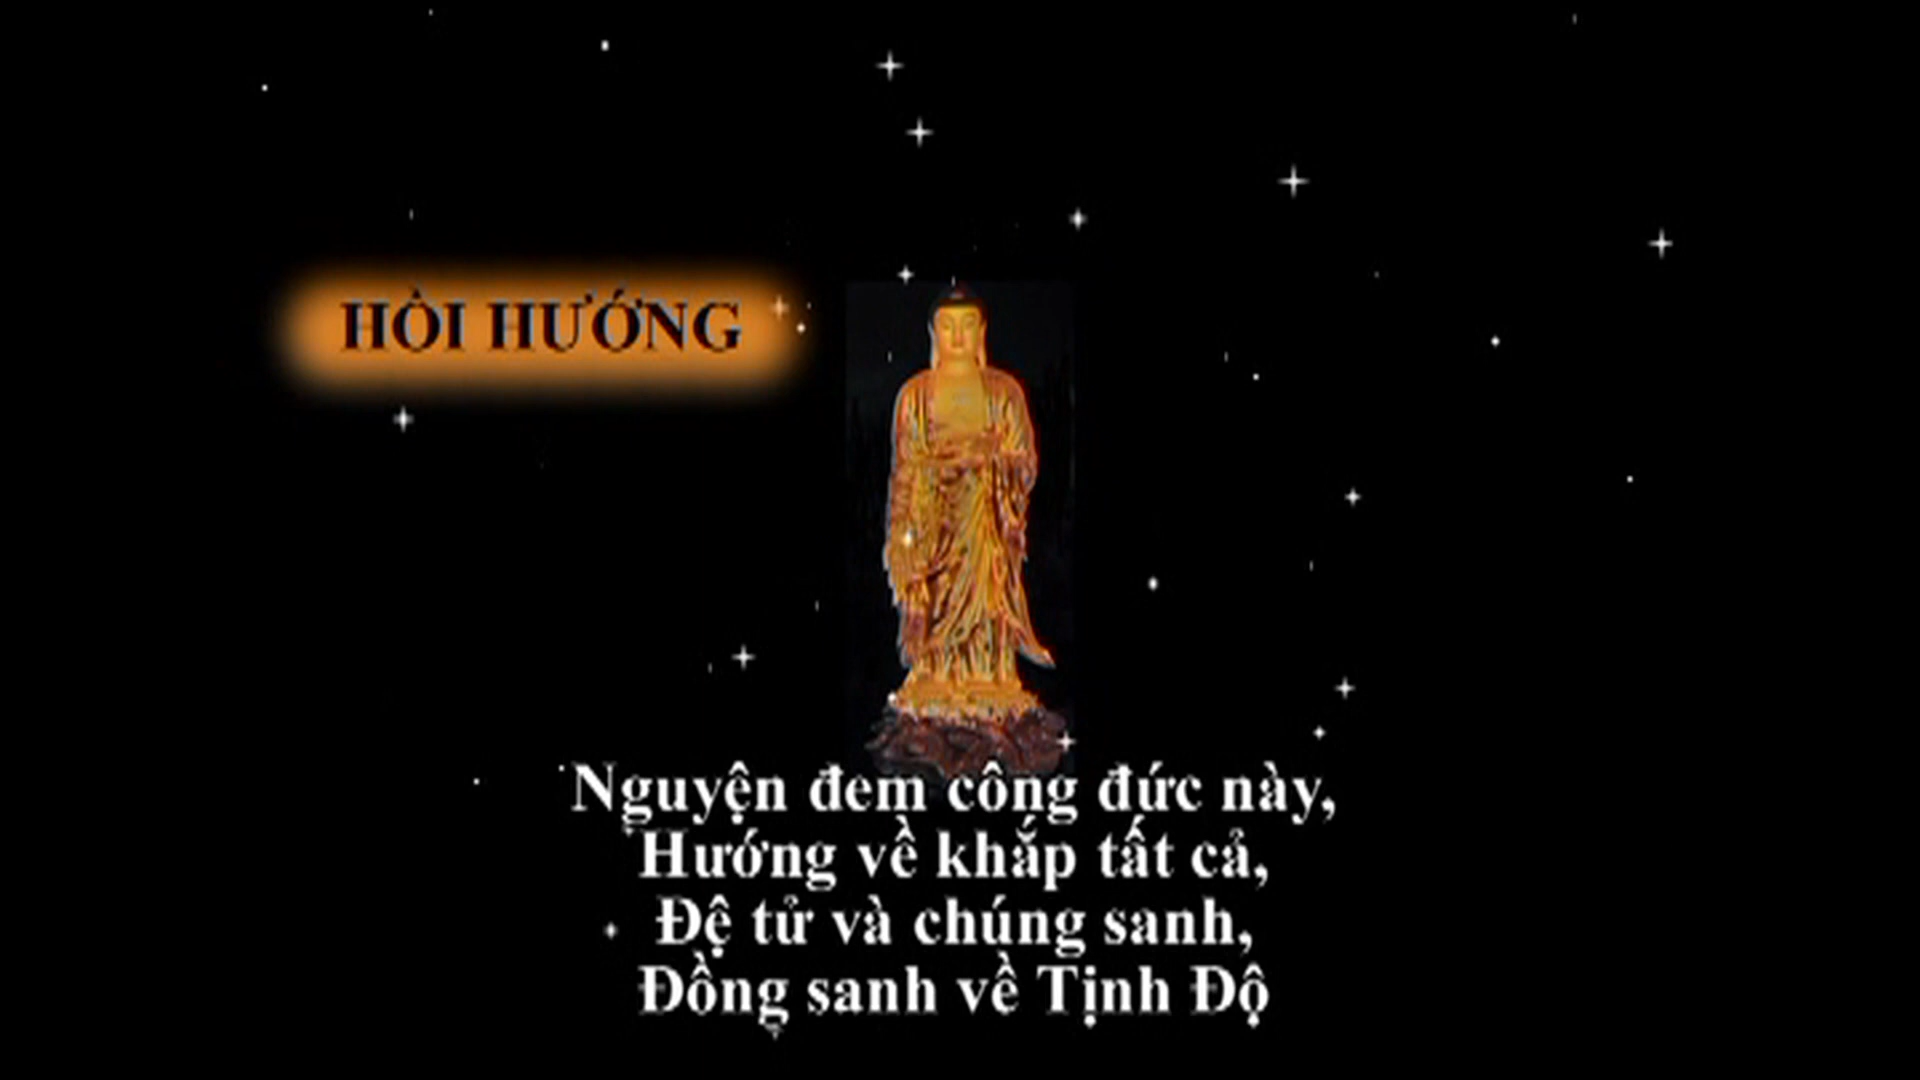 HỒI HƯỚNG
Nguyện đem công đức này,
Hướng về khắp tất cả,
Đệ tử và chúng sanh,
Đồng sanh về Tịnh Độ